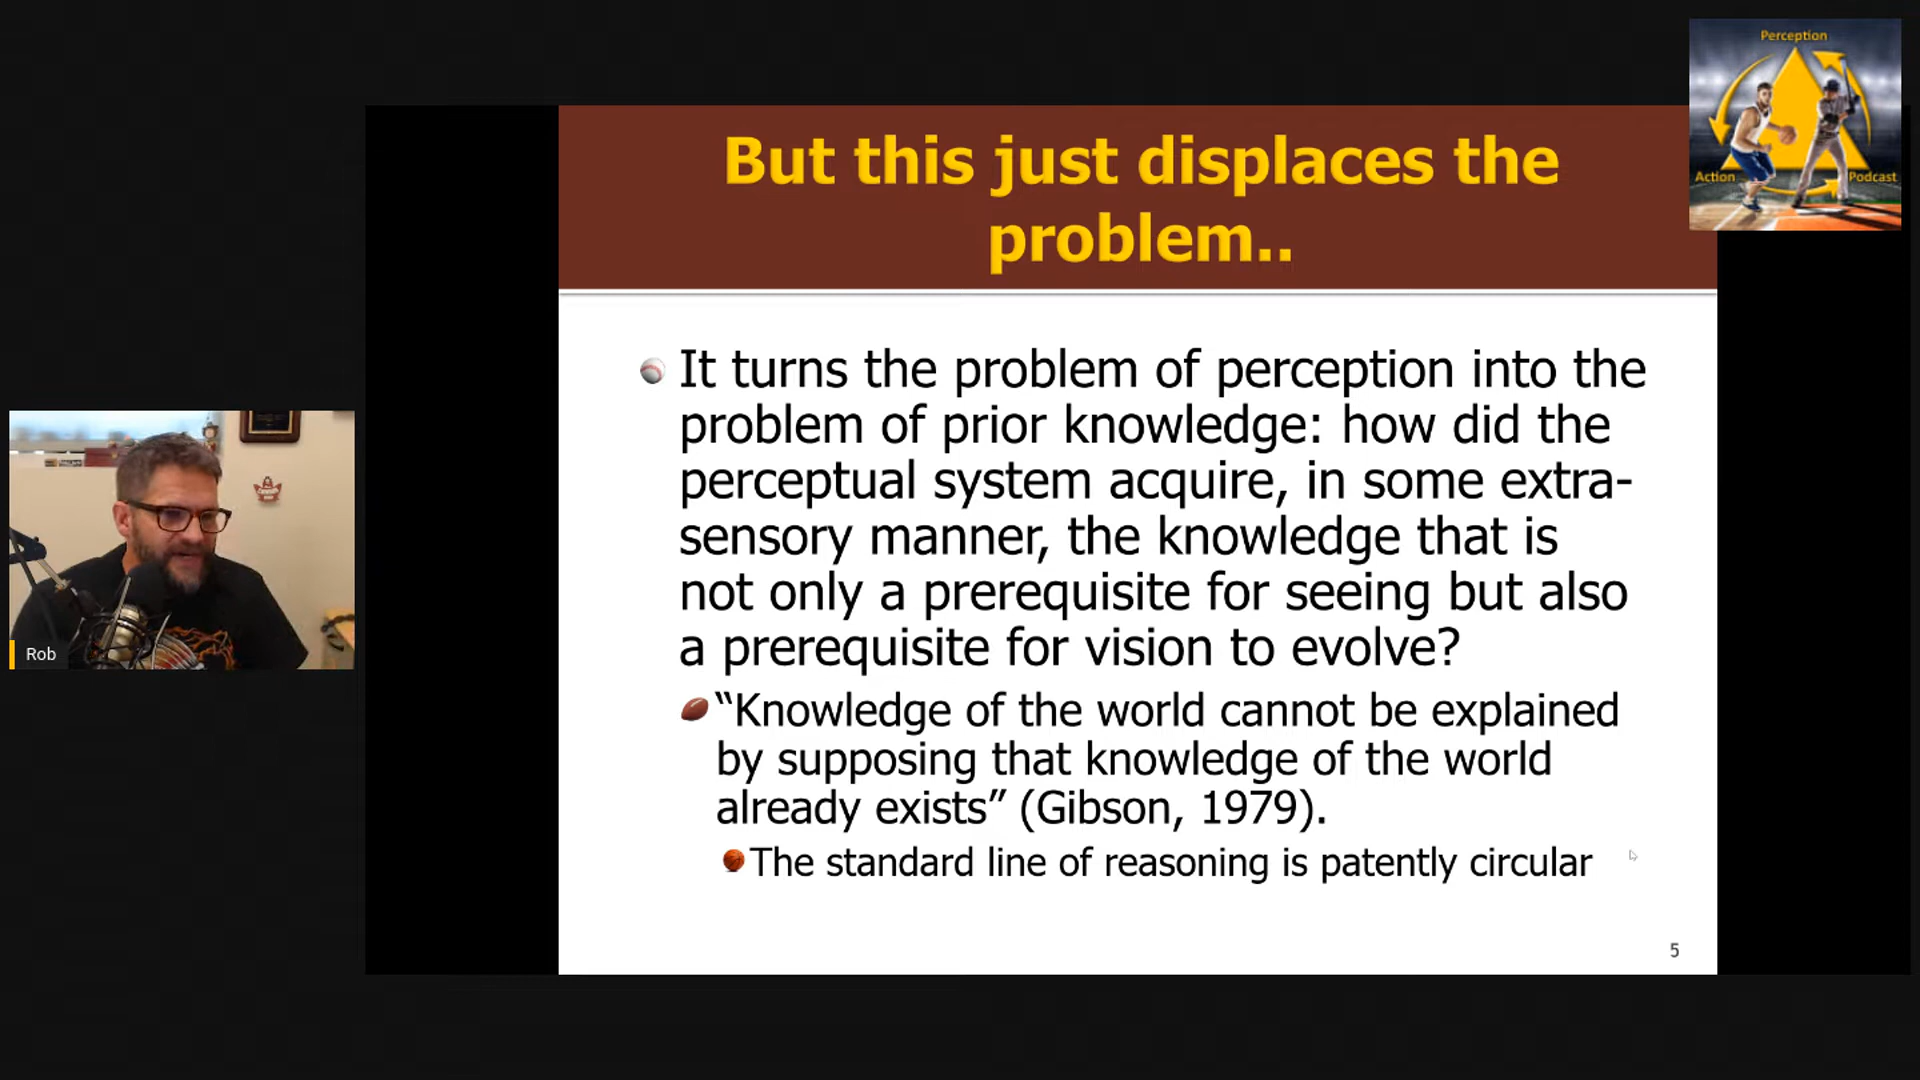 Perception
Action
Podcast
But this just displaces the
problem..
It turns the problem of perception into the
problem of prior knowledge: how did the
perceptual system acquire, in some extra-
sensory manner, the knowledge that is
not only a prerequisite for seeing but also
a prerequisite for vision to evolve?
“Knowledge of the world cannot be explained
by supposing that knowledge of the world
already exists” (Gibson, 1979).
The standard line of reasoning is patently circular
5
Rob